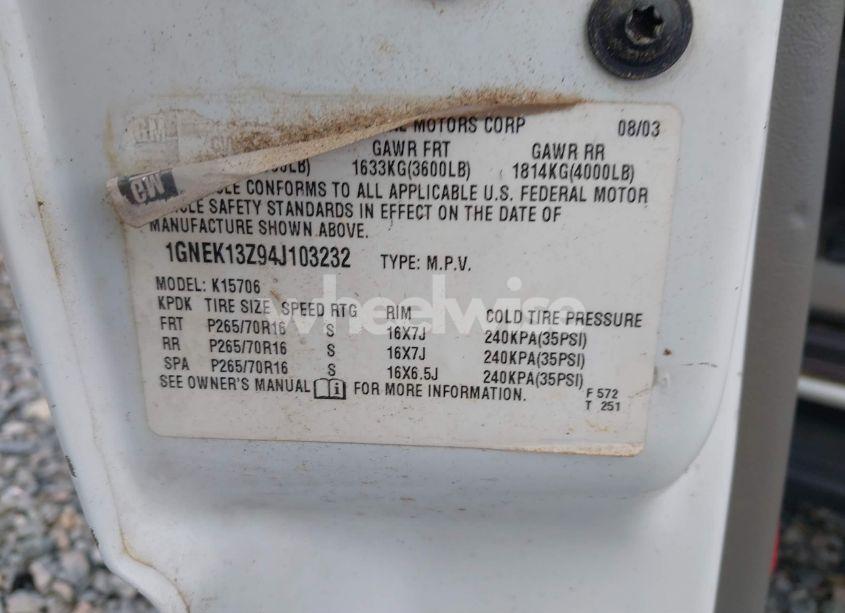 GM
MOTORS CORP 08/03
GAWR FRT GAWR RR
1633KG(3600LB) 1814KG(4000LB)
CONFORMS TO ALL APPLICABLE U.S. FEDERAL MOTOR
SAFETY STANDARDS IN EFFECT ON THE DATE OF
MANUFACTURE SHOWN ABOVE.
1GNEK13Z94J103232 TYPE: M.P.V.
MODEL: K15706
KPDK TIRE SIZE SPEED RTG RIM COLD TIRE PRESSURE
FRT P265/70R16 S 16X7J 240KPA(35PSI)
RR P265/70R16 S 16X7J 240KPA(35PSI)
SPA P265/70R16 S 16X6.5J 240KPA(35PSI)
SEE OWNER'S MANUAL FOR MORE INFORMATION.
F 572
T 251
wheelwise